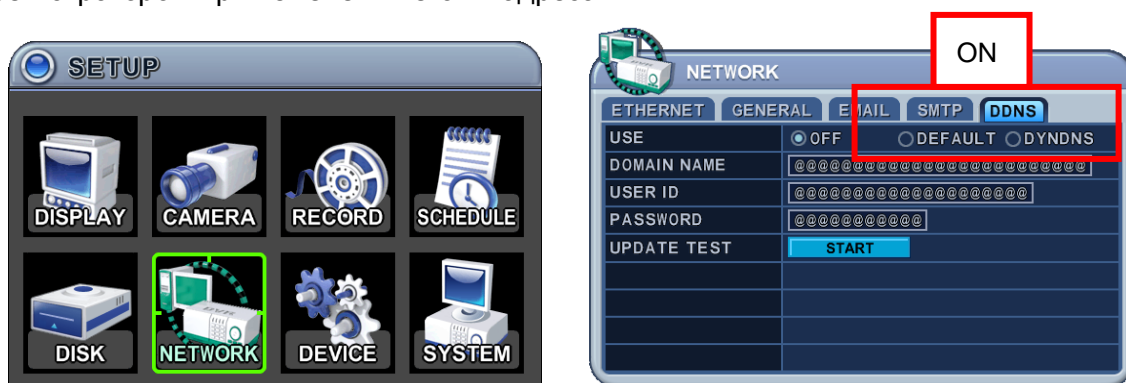 SETUP
DISPLAY CAMERA RECORD SCHEDULE
DISK NETWORK DEVICE SYSTEM
ON
NETWORK
ETHERNET GENERAL EMAIL SMTP DDNS
USE OFF DEFAULT DYNDNS
DOMAIN NAME @@@@@@@@@@@@@@@@@@@@@@@@@
USER ID @@@@@@@@@@@@@@@@@@@@
PASSWORD @@@@@@@@@@@
UPDATE TEST START